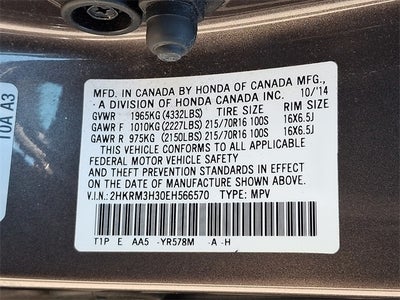 MFD. IN CANADA BY HONDA OF CANADA MFG.,
A DIVISION OF HONDA CANADA INC. 10/'14
GVWR 1965KG (4332LBS) TIRE SIZE RIM SIZE
GAWR F 1010KG (2227LBS) 215/70R16 100S 16X6.5J
GAWR R 975KG (2150LBS) 215/70R16 100S 16X6.5J
THIS VEHICLE CONFORMS TO ALL APPLICABLE
FEDERAL MOTOR VEHICLE SAFETY
AND THEFT PREVENTION STANDARDS IN EFFECT
ON THE DATE OF MANUFACTURE SHOWN ABOVE.
V.I.N.: 2HKRM3H30EH566570 TYPE: MPV
T1P E AA5 -YR578M -A -H
10A A3